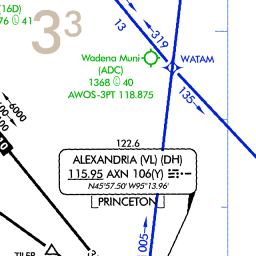 (16D)
76 41
3³
13
319
Wadena Muni
(ADC)
1368 40
AWOS-3PT 118.875
WATAM
135
6000
122.6
ALEXANDRIA (VL) (DH)
115.95 AXN 106(Y)
N45°57.50' W95°13.96'
[PRINCETON]
005